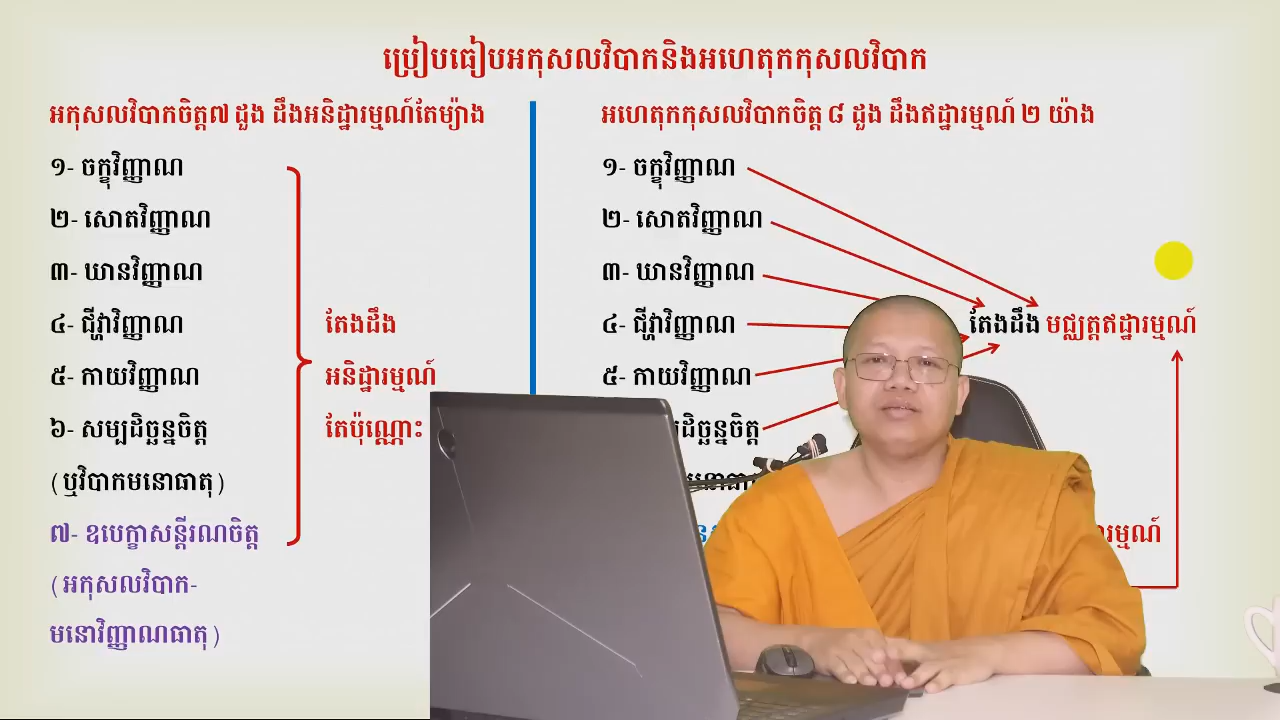 ប្រៀបធៀបអកុសលវិបាកនិងអហេតុកកុសលវិបាក
អកុសលវិបាកចិត្ត៧ ដួង ដឹងអនិដ្ឋារម្មណ៍តែម្យ៉ាង
១- ចក្ខុវិញ្ញាណ
២- សោតវិញ្ញាណ
៣- ឃានវិញ្ញាណ
៤- ជីវ្ហាវិញ្ញាណ
៥- កាយវិញ្ញាណ
៦- សម្បដិច្ឆន្នចិត្ត
(ឬវិបាកមនោធាតុ)
៧- ឧបេក្ខាសន្តីរណចិត្ត
(អកុសលវិបាក-
មនោវិញ្ញាណធាតុ)
តែងដឹង
អនិដ្ឋារម្មណ៍
តែប៉ុណ្ណោះ
អហេតុកកុសលវិបាកចិត្ត ៨ ដួង ដឹងឥដ្ឋារម្មណ៍ ២ យ៉ាង
១- ចក្ខុវិញ្ញាណ
២- សោតវិញ្ញាណ
៣- ឃានវិញ្ញាណ
៤- ជីវ្ហាវិញ្ញាណ
៥- កាយវិញ្ញាណ
តែងដឹង មជ្ឈត្តឥដ្ឋារម្មណ៍